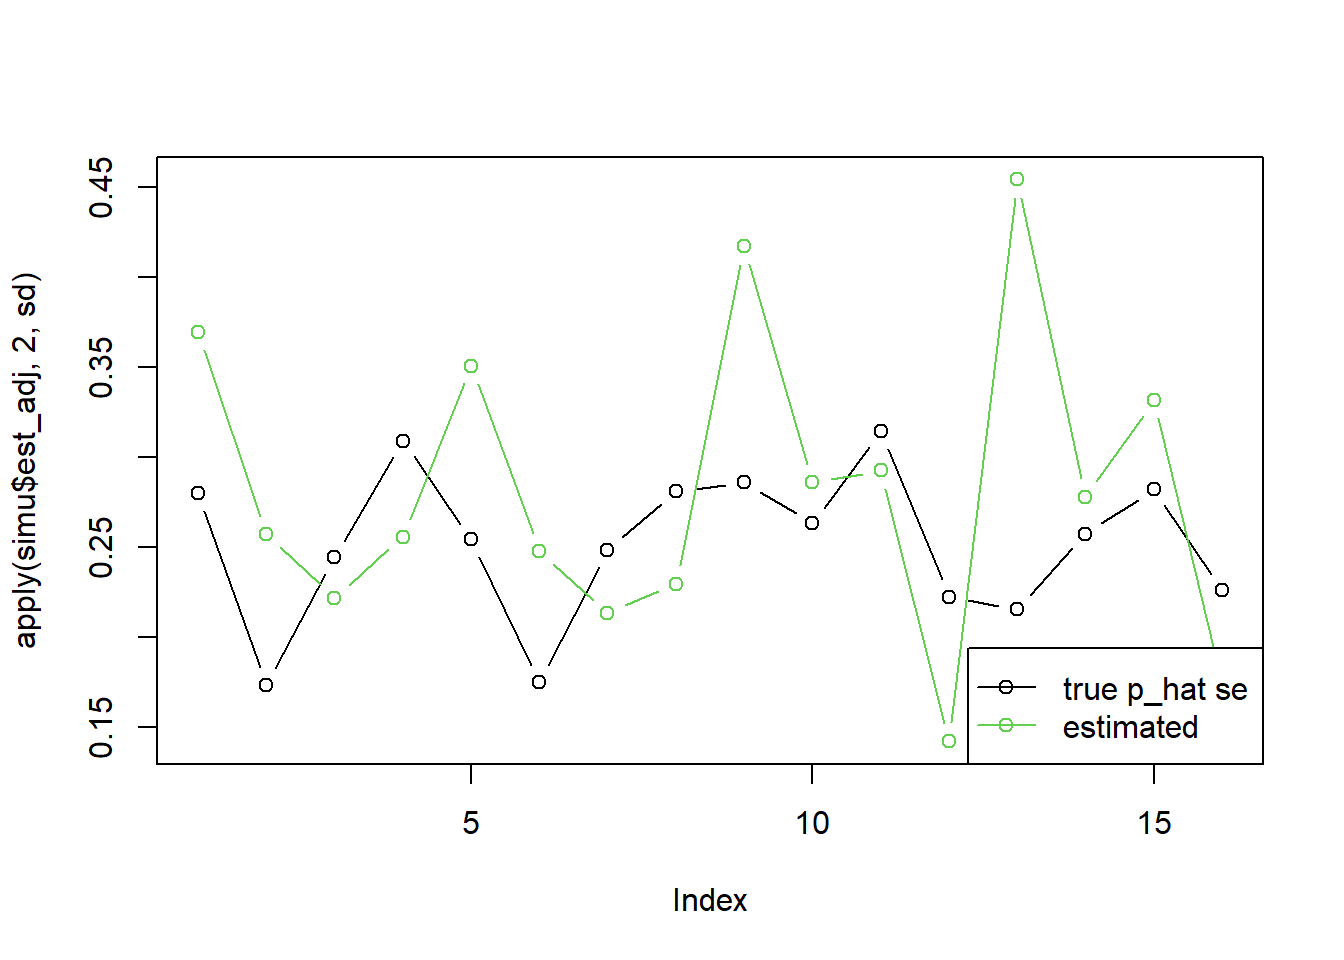 apply(simu$est_adj, 2, sd)
0.45
0.35
0.25
0.15
true p_hat se
estimated
5
10
15
Index